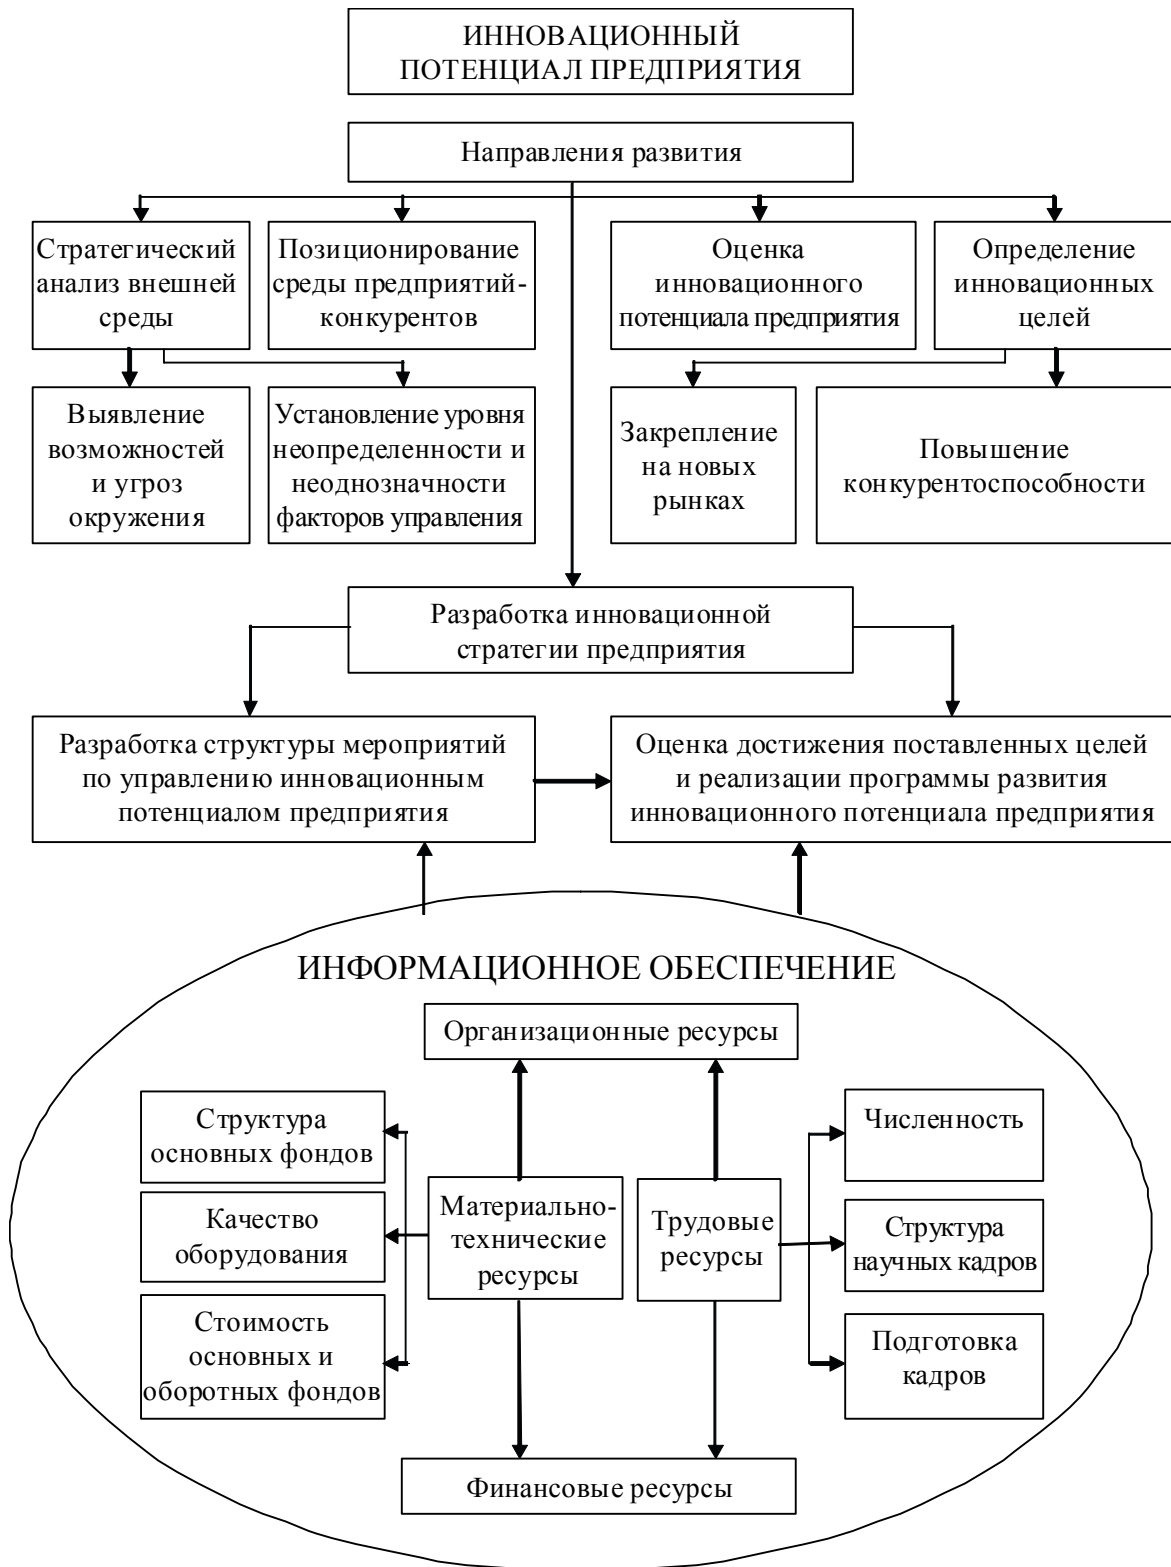 ИННОВАЦИОННЫЙ
ПОТЕНЦИАЛ ПРЕДПРИЯТИЯ
Направления развития
Стратегический
анализ внешней
среды
Позиционирование
среды предприятий-
конкурентов
Оценка
инновационного
потенциала предприятия
Определение
инновационных
целей
Выявление
возможностей
и угроз
окружения
Установление уровня
неопределенности и
неоднозначности
факторов управления
Закрепление
на новых
рынках
Повышение
конкурентоспособности
Разработка инновационной
стратегии предприятия
Разработка структуры мероприятий
по управлению инновационным
потенциалом предприятия
Оценка достижения поставленных целей
и реализации программы развития
инновационного потенциала предприятия
ИНФОРМАЦИОННОЕ ОБЕСПЕЧЕНИЕ
Организационные ресурсы
Структура
основных фондов
Качество
оборудования
Стоимость
основных и
оборотных фондов
Материально-
технические
ресурсы
Трудовые
ресурсы
Численность
Структура
научных кадров
Подготовка
кадров
Финансовые ресурсы